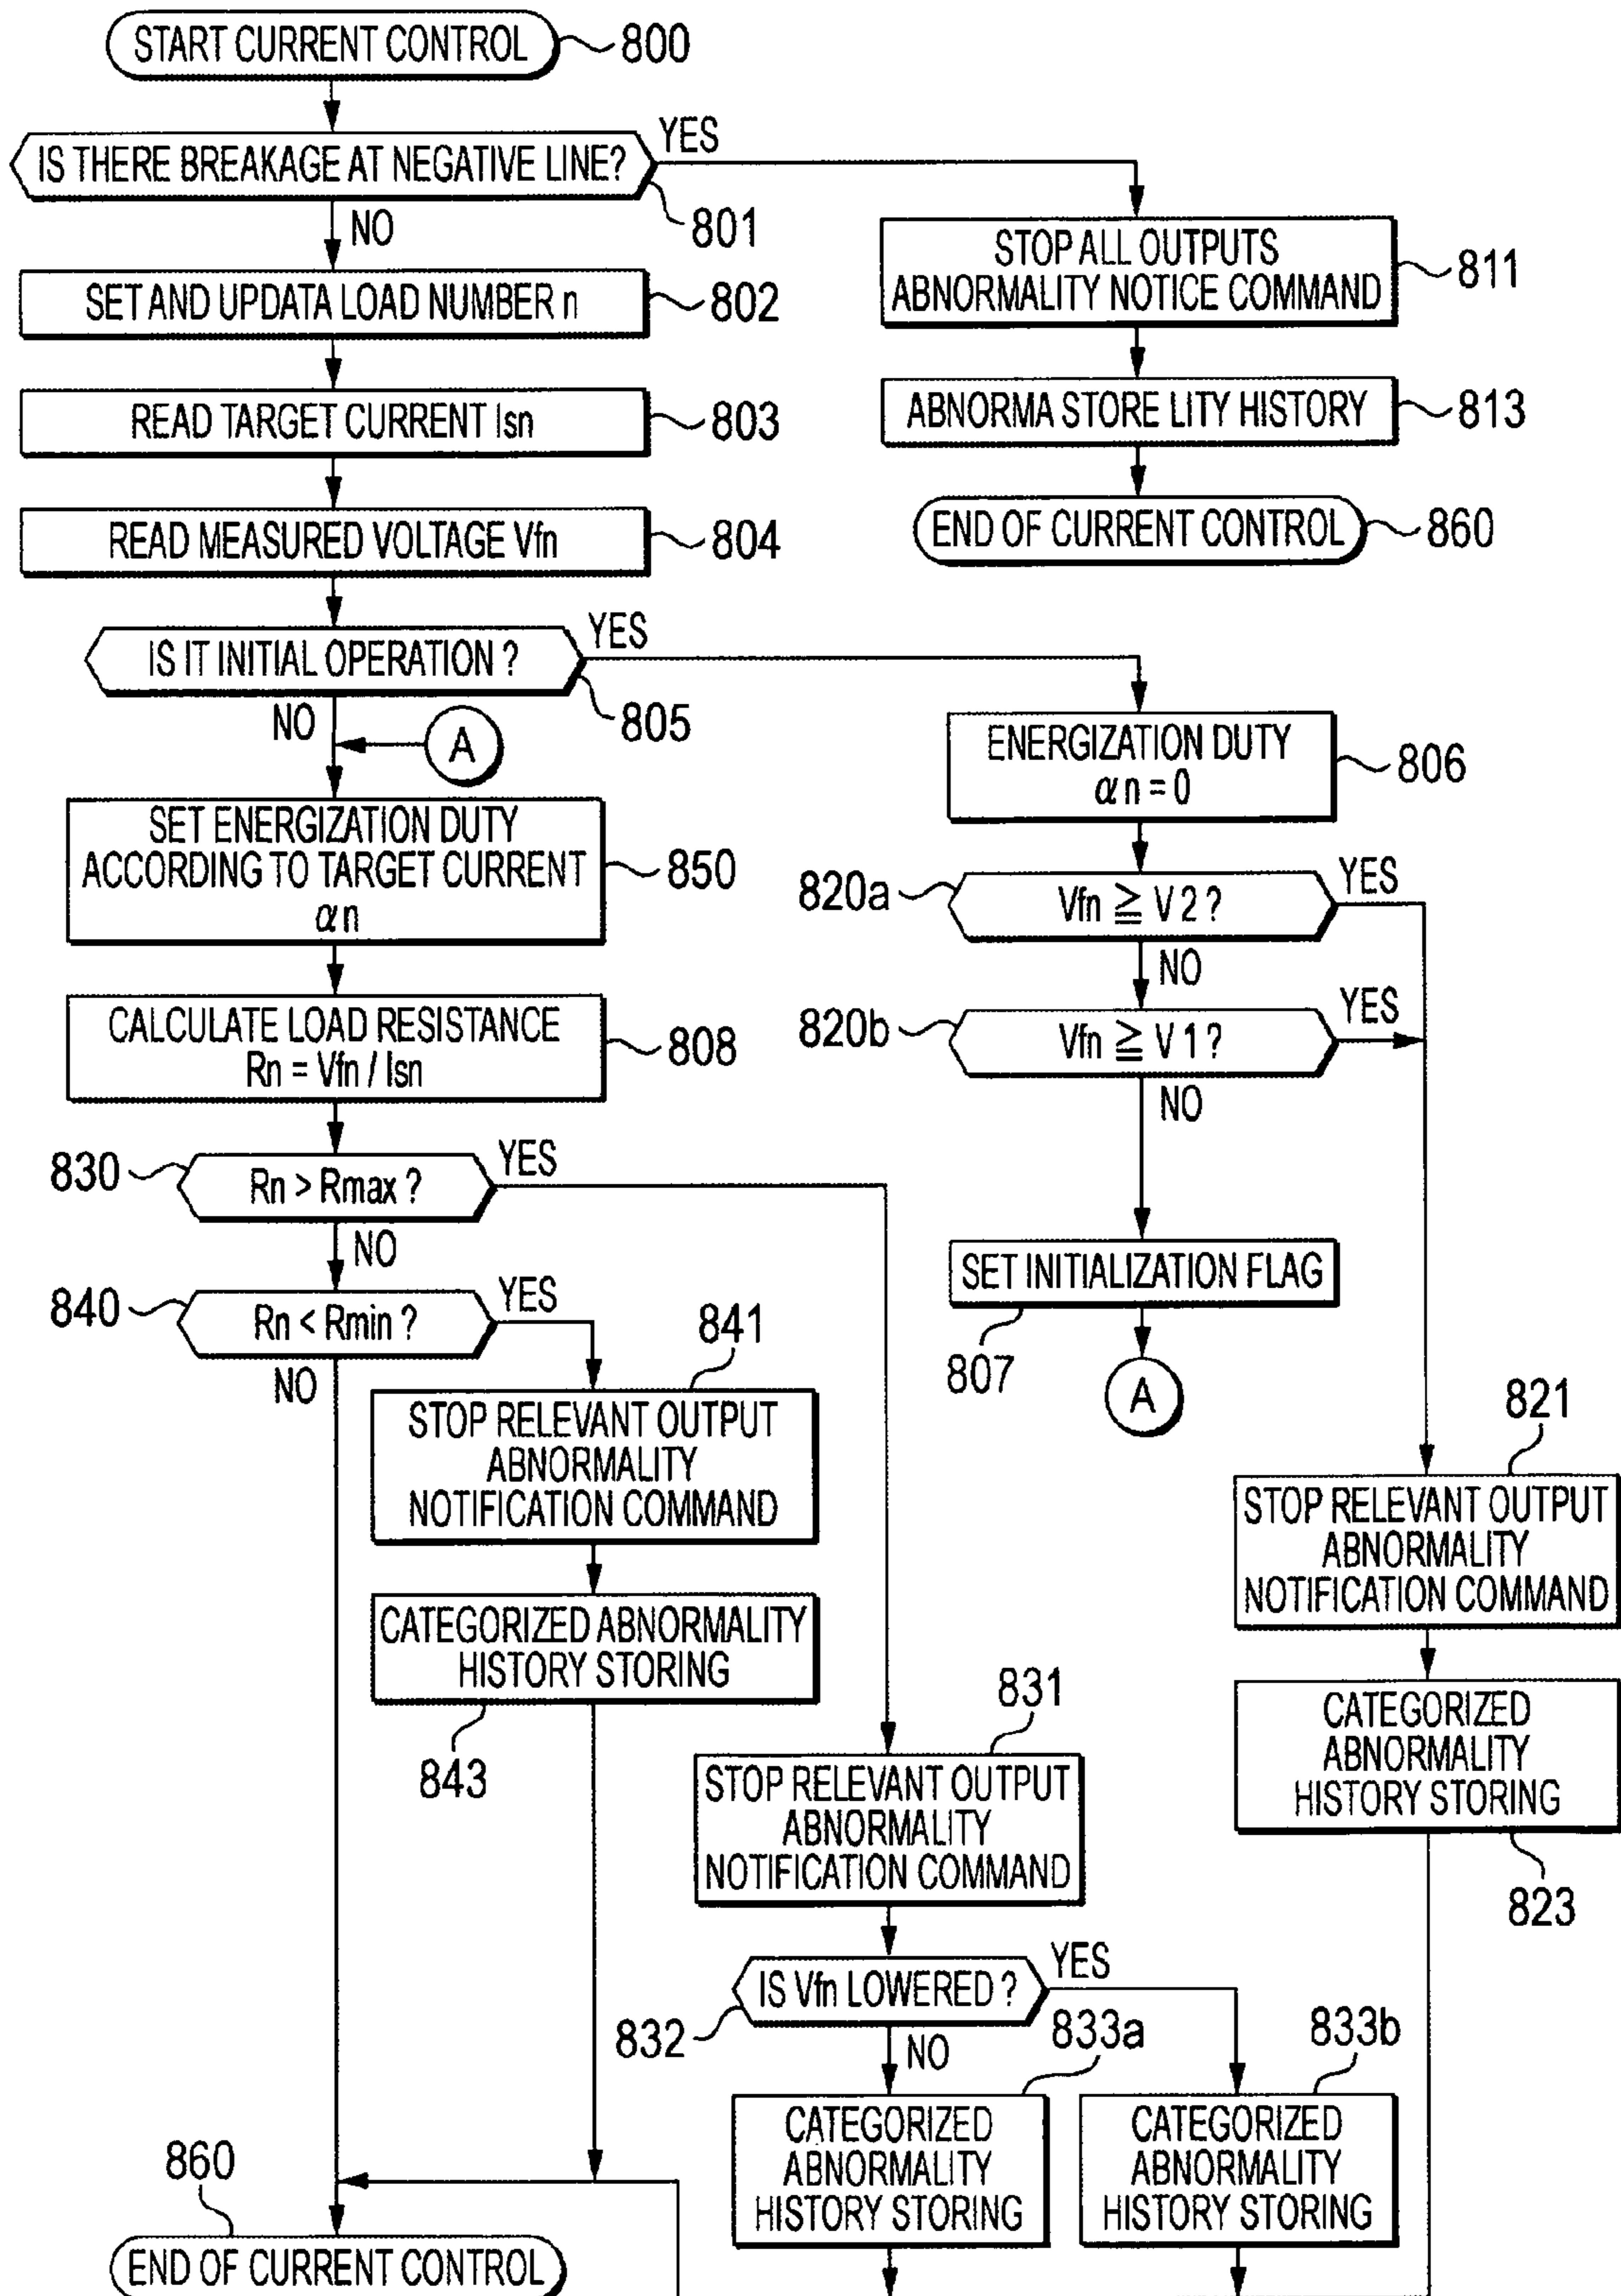 START CURRENT CONTROL
800
IS THERE BREAKAGE AT NEGATIVE LINE?
YES
801
NO
STOP ALL OUTPUTS
ABNORMALITY NOTICE COMMAND
811
SET AND UPDATA LOAD NUMBER n
802
READ TARGET CURRENT Isn
803
ABNORMA STORE LITY HISTORY
813
READ MEASURED VOLTAGE Vfn
804
END OF CURRENT CONTROL
860
IS IT INITIAL OPERATION ?
YES
805
NO
A
ENERGIZATION DUTY
αn = 0
806
SET ENERGIZATION DUTY
ACCORDING TO TARGET CURRENT
αn
850
820a
Vfn ≧ V2 ?
YES
NO
CALCULATE LOAD RESISTANCE
Rn = Vfn / Isn
808
820b
Vfn ≧ V1 ?
YES
NO
830
Rn > Rmax ?
YES
NO
SET INITIALIZATION FLAG
807
A
840
Rn < Rmin ?
YES
NO
841
STOP RELEVANT OUTPUT
ABNORMALITY
NOTIFICATION COMMAND
821
STOP RELEVANT OUTPUT
ABNORMALITY
NOTIFICATION COMMAND
CATEGORIZED ABNORMALITY
HISTORY STORING
843
831
STOP RELEVANT OUTPUT
ABNORMALITY
NOTIFICATION COMMAND
CATEGORIZED
ABNORMALITY
HISTORY STORING
823
IS Vfn LOWERED ?
YES
832
NO
833a
833b
CATEGORIZED
ABNORMALITY
HISTORY STORING
CATEGORIZED
ABNORMALITY
HISTORY STORING
860
END OF CURRENT CONTROL